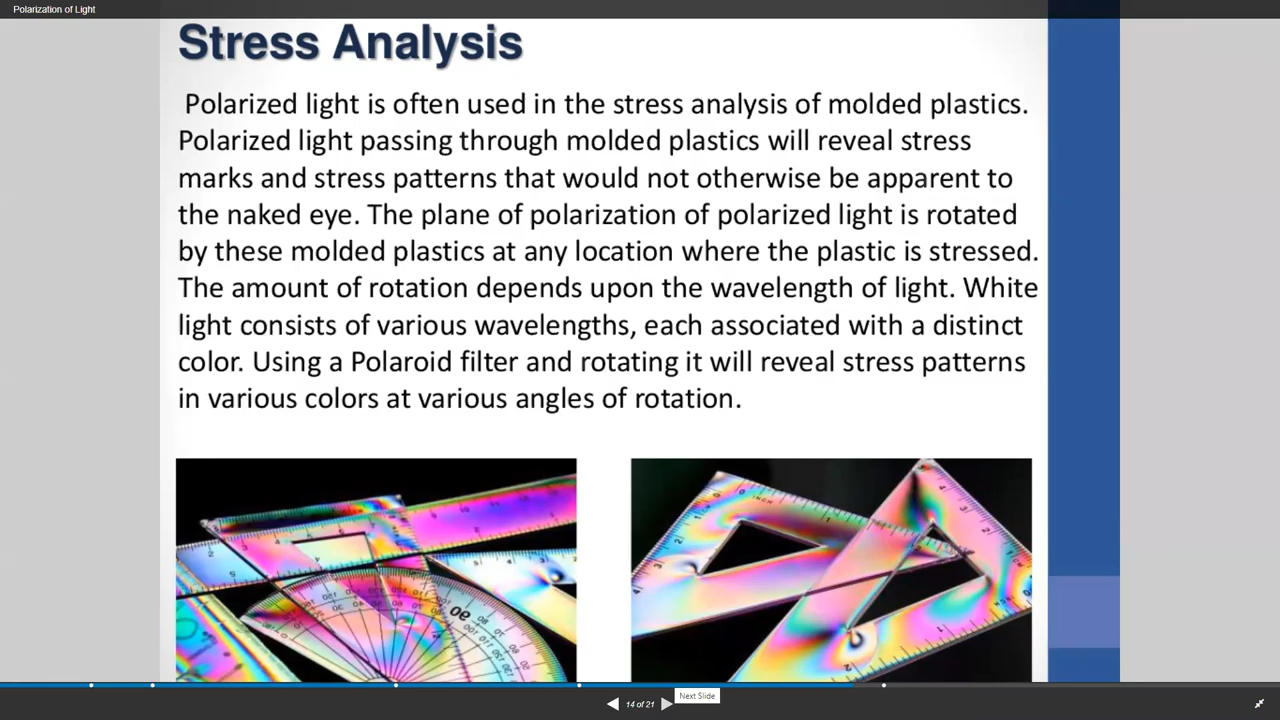 Polarization of Light
Stress Analysis
Polarized light is often used in the stress analysis of molded plastics.
Polarized light passing through molded plastics will reveal stress
marks and stress patterns that would not otherwise be apparent to
the naked eye. The plane of polarization of polarized light is rotated
by these molded plastics at any location where the plastic is stressed.
The amount of rotation depends upon the wavelength of light. White
light consists of various wavelengths, each associated with a distinct
color. Using a Polaroid filter and rotating it will reveal stress patterns
in various colors at various angles of rotation.
14 of 21
Next Slide